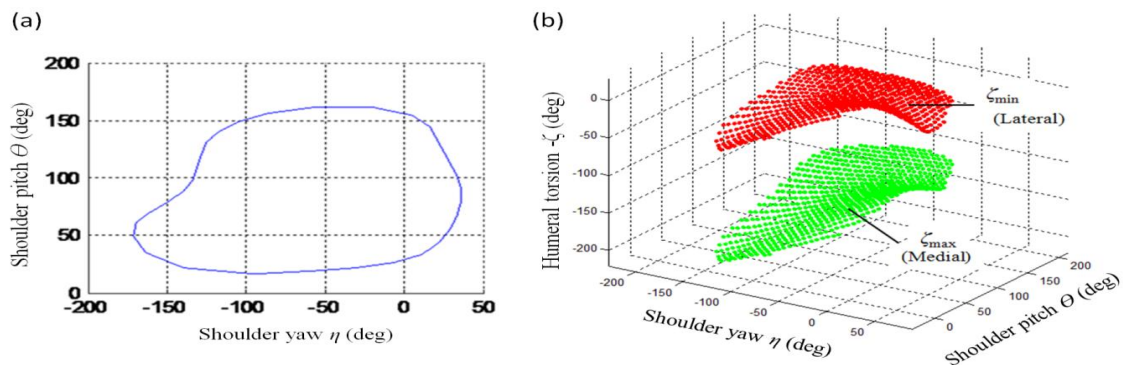 (a)
200
150
100
50
0
-200 -150 -100 -50 0 50
Shoulder pitch Θ (deg)
Shoulder yaw η (deg)
(b)
0
-50
-100
-150
-200
Humeral torsion -ζ (deg)
ζmin
(Lateral)
ζmax
(Medial)
-200 -150 -100 -50 0 50
Shoulder yaw η (deg)
0 50 100 150 200
Shoulder pitch Θ (deg)